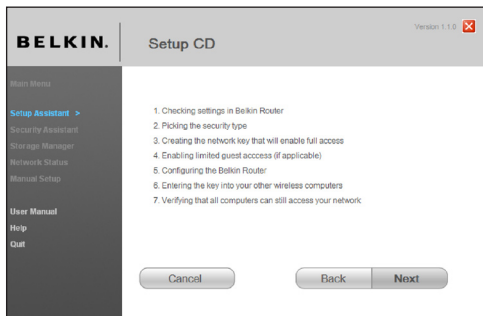 Version 1.1.0
BELKIN.
Setup CD
Main Menu
Setup Assistant >
Security Assistant
Storage Manager
Network Status
Manual Setup
User Manual
Help
Quit
1. Checking settings in Belkin Router
2. Picking the security type
3. Creating the network key that will enable full access
4. Enabling limited guest acccess (if applicable)
5. Configuring the Belkin Router
6. Entering the key into your other wireless computers
7. Verifying that all computers can still access your network
Cancel
Back
Next